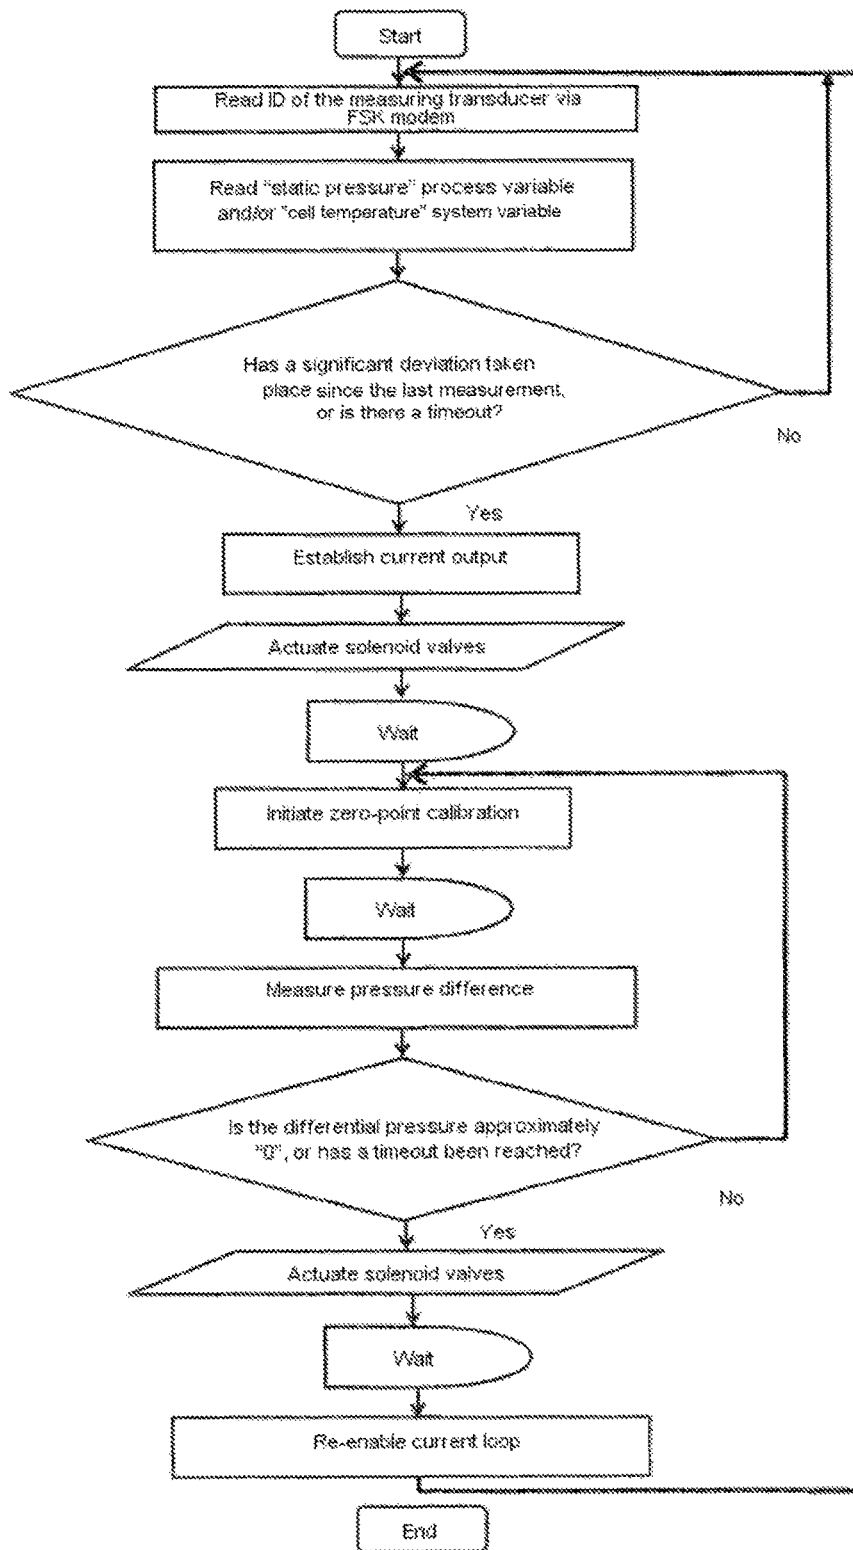 Start
Read ID of the measuring transducer via
FSK modem
Read "static pressure" process variable
and/or "cell temperature" system variable
Has a significant deviation taken
place since the last measurement,
or is there a timeout?
No
Yes
Establish current output
Actuate solenoid valves
Wait
Initiate zero-point calibration
Wait
Measure pressure difference
Is the differential pressure approximately
"0", or has a timeout been reached?
No
Yes
Actuate solenoid valves
Wait
Re-enable current loop
End